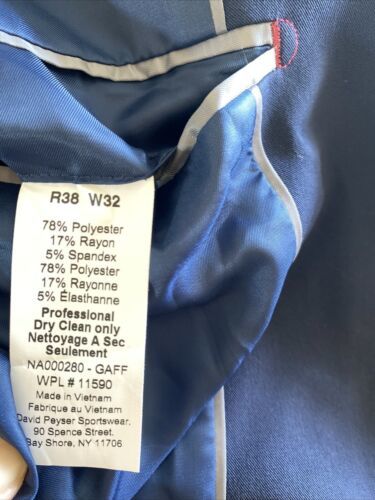 R38 W32
78% Polyester
17% Rayon
5% Spandex
78% Polyester
17% Rayonne
5% Élasthanne
Professional
Dry Clean only
Nettoyage A Sec
Seulement
NA000280 - GAFF
WPL # 11590
Made in Vietnam
Fabrique au Vietnam
David Peyser Sportswear.
90 Spence Street.
Bay Shore, NY 11706